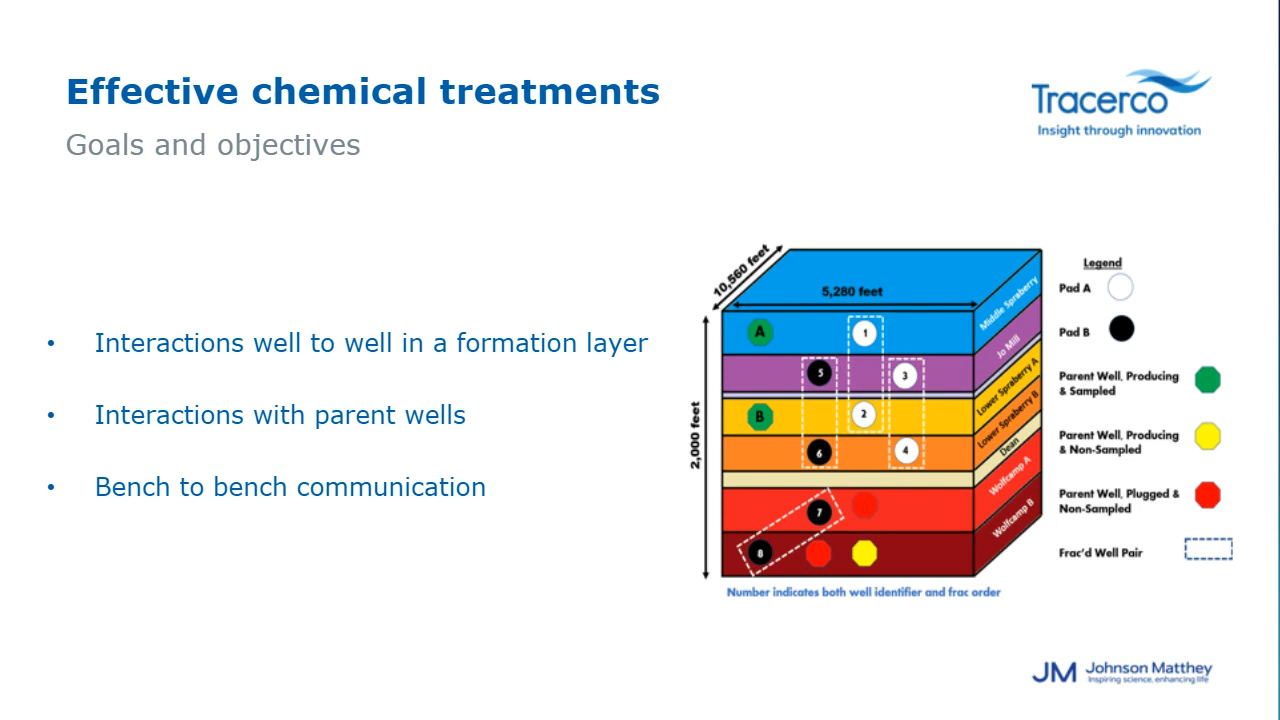 Effective chemical treatments
Goals and objectives
Tracerco
Insight through innovation
• Interactions well to well in a formation layer
• Interactions with parent wells
• Bench to bench communication
10,560 feet
5,280 feet
2,000 feet
A
1
5
3
B
2
6
4
7
8
Middle Spraberry
Jo Mill
Lower Spraberry A
Lower Spraberry B
Dean
Wolfcamp A
Wolfcamp B
Number indicates both well identifier and frac order
Legend
Pad A
Pad B
Parent Well, Producing
& Sampled
Parent Well, Producing
& Non-Sampled
Parent Well, Plugged &
Non-Sampled
Frac'd Well Pair
JM Johnson Matthey
Inspiring science, enhancing life